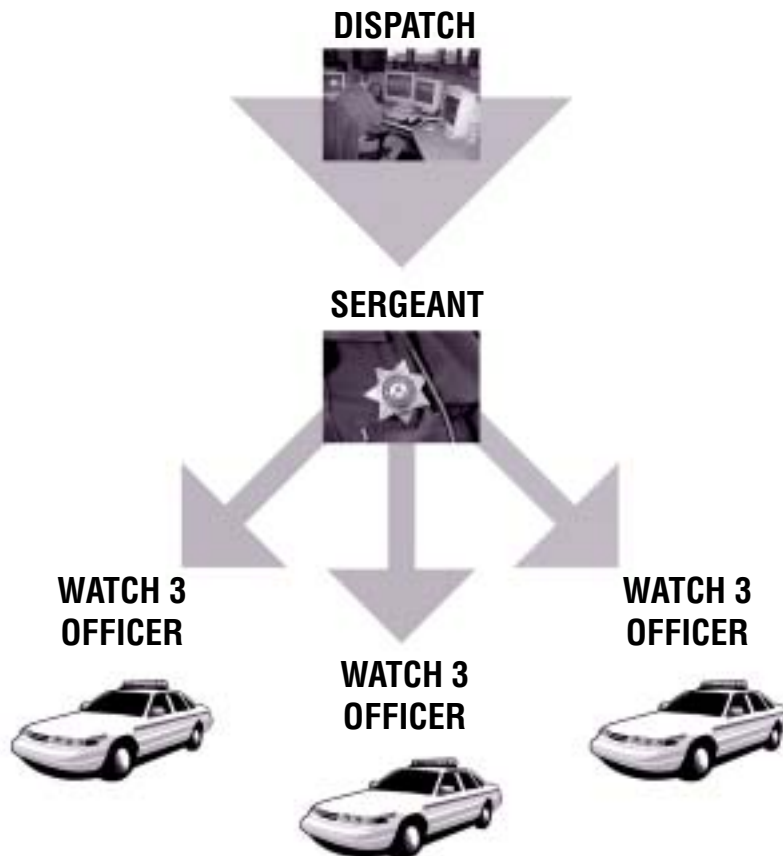 DISPATCH
SERGEANT
WATCH 3
OFFICER
WATCH 3
OFFICER
WATCH 3
OFFICER